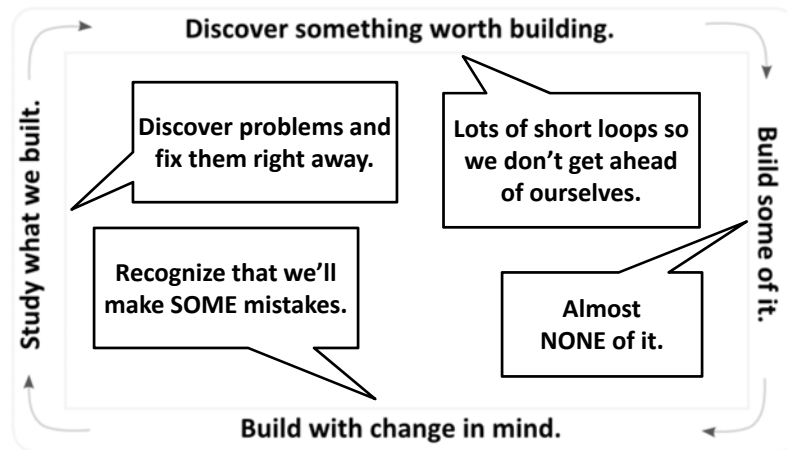 Discover something worth building.
Discover problems and
fix them right away.
Lots of short loops so
we don’t get ahead
of ourselves.
Study what we built.
Build some of it.
Recognize that we’ll
make SOME mistakes.
Almost
NONE of it.
Build with change in mind.